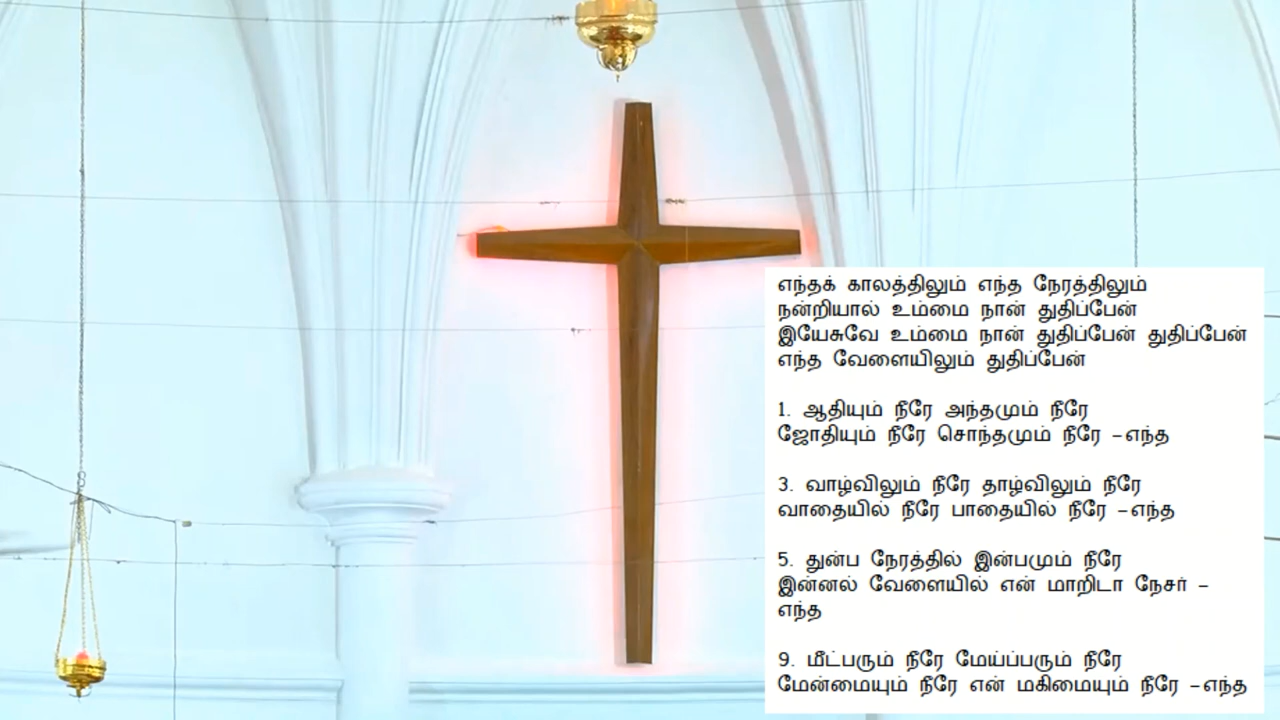 எந்தக் காலத்திலும் எந்த நேரத்திலும்
நன்றியால் உம்மை நான் துதிப்பேன்
இயேசுவே உம்மை நான் துதிப்பேன் துதிப்பேன்
எந்த வேளையிலும் துதிப்பேன்
1. ஆதியும் நீரே அந்தமும் நீரே
ஜோதியும் நீரே சொந்தமும் நீரே –எந்த
3. வாழ்விலும் நீரே தாழ்விலும் நீரே
வாதையில் நீரே பாதையில் நீரே –எந்த
5. துன்ப நேரத்தில் இன்பமும் நீரே
இன்னல் வேளையில் என் மாறிடா நேசர் –
எந்த
9. மீட்பரும் நீரே மேய்ப்பரும் நீரே
மேன்மையும் நீரே என் மகிமையும் நீரே –எந்த